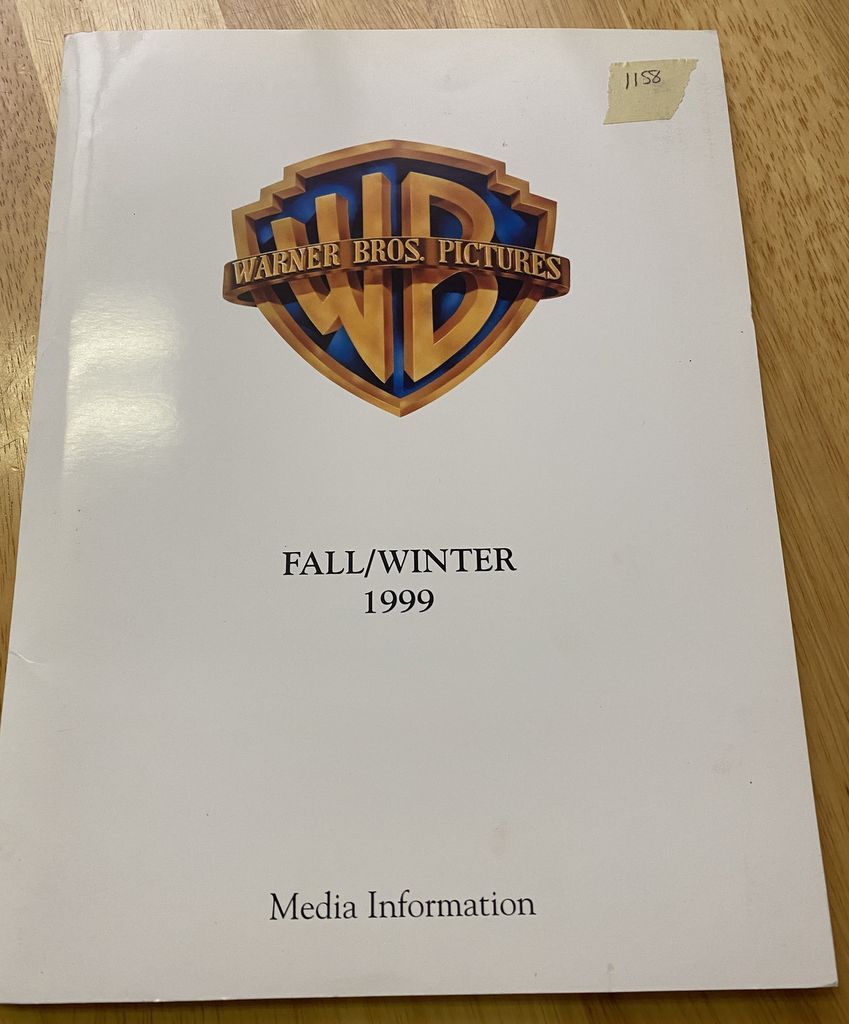 1158
WB
WARNER BROS. PICTURES
FALL/WINTER
1999
Media Information